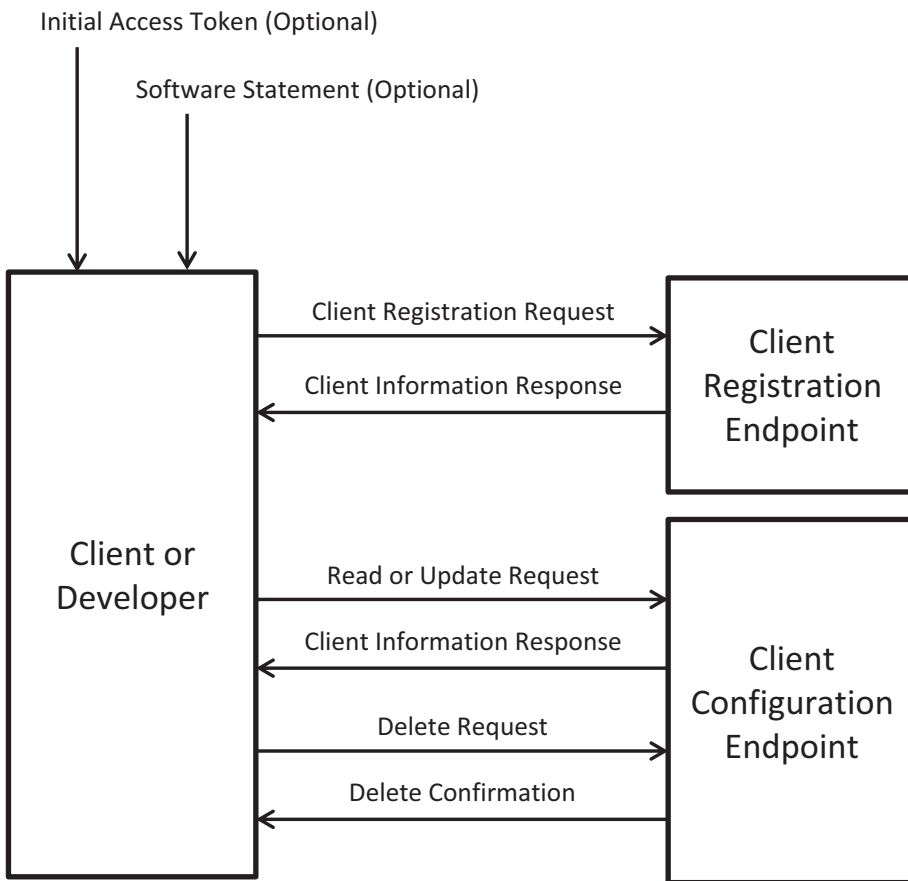 Initial Access Token (Optional)
Software Statement (Optional)
Client Registration Request
Client Information Response
Client
Registration
Endpoint
Client or
Developer
Read or Update Request
Client Information Response
Delete Request
Delete Confirmation
Client
Configuration
Endpoint